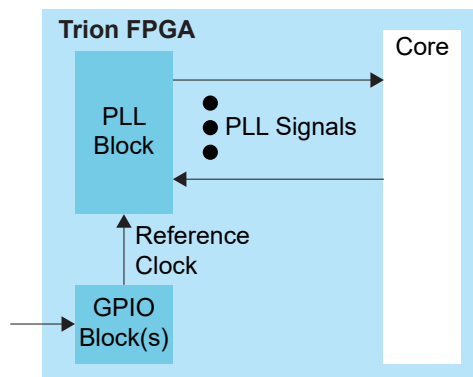 Trion FPGA
Core
PLL
Block
PLL Signals
Reference
Clock
GPIO
Block(s)